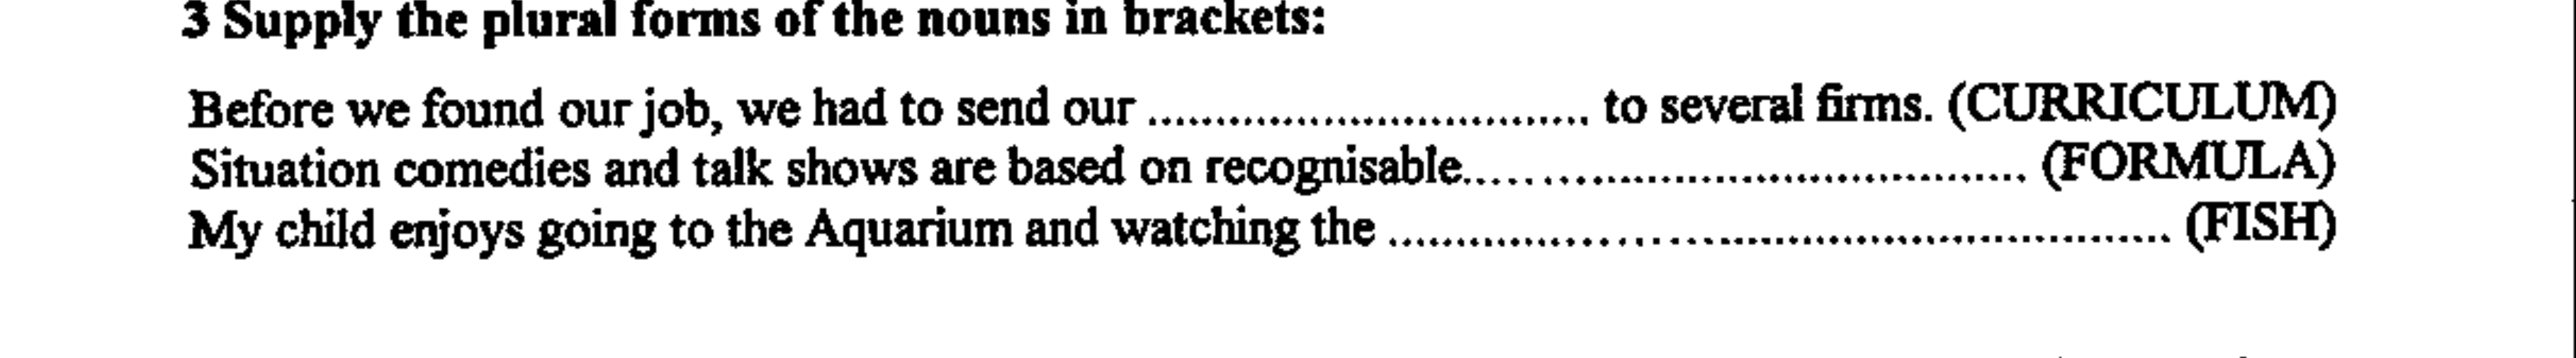 3 Supply the plural forms of the nouns in brackets:
Before we found our job, we had to send our ................................. to several firms. (CURRICULUM)
Situation comedies and talk shows are based on recognisable.......................................... (FORMULA)
My child enjoys going to the Aquarium and watching the .......................................................... (FISH)